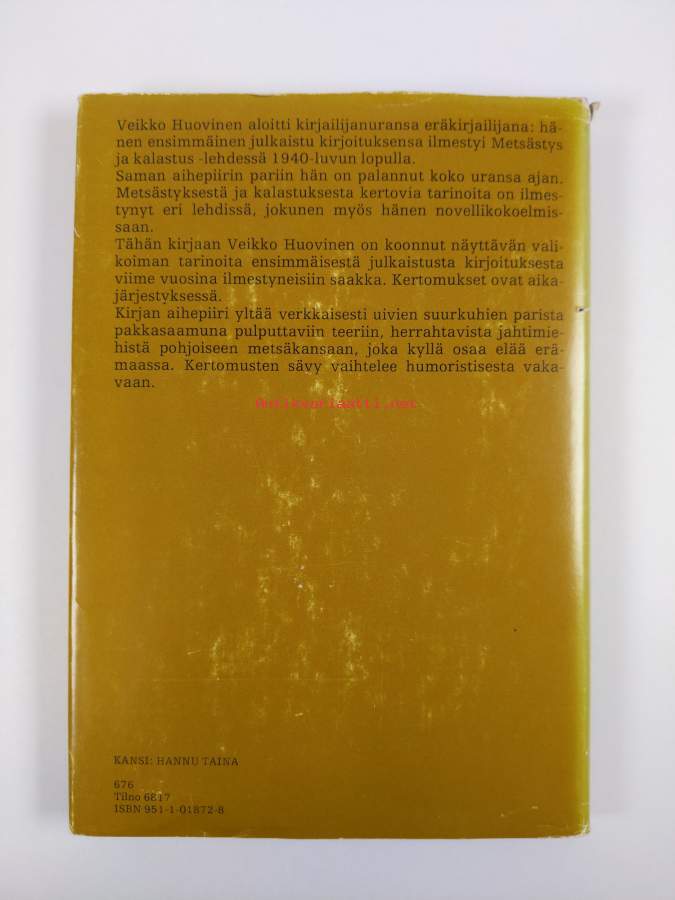 Veikko Huovinen aloitti kirjailijanuransa eräkirjailijana: hä-
nen ensimmäinen julkaistu kirjoituksensa ilmestyi Metsästys
ja kalastus -lehdessä 1940-luvun lopulla.
Saman aihepiirin pariin hän on palannut koko uransa ajan.
Metsästyksestä ja kalastuksesta kertovia tarinoita on ilmes-
tynyt eri lehdissä, jokunen myös hänen novellikokoelmis-
saan.
Tähän kirjaan Veikko Huovinen on koonnut näyttävän vali-
koiman tarinoita ensimmäisestä julkaistusta kirjoituksesta
viime vuosina ilmestyneisiin saakka. Kertomukset ovat aika-
järjestyksessä.
Kirjan aihepiiri yltää verkkaisesti uivien suurkuhien parista
pakkasaamuna pulputtaviin teeriin, herrahtavista jahtimie-
histä pohjoiseen metsäkansaan, joka kyllä osaa elää erä-
maassa. Kertomusten sävy vaihtelee humoristisesta vaka-
vaan.
Antikvariaatti.net
KANSI: HANNU TAINA
676
Tilno 6817
ISBN 951-1-01872-8